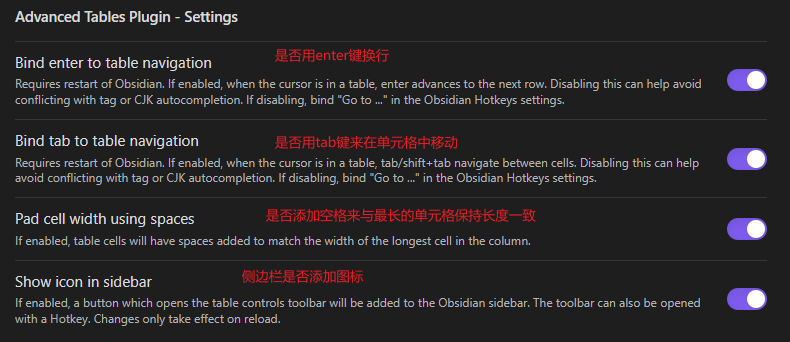 Advanced Tables Plugin - Settings
Bind enter to table navigation 是否用enter键换行
Requires restart of Obsidian. If enabled, when the cursor is in a table, enter advances to the next row. Disabling this can help avoid
conflicting with tag or CJK autocompletion. If disabling, bind "Go to ..." in the Obsidian Hotkeys settings.
Bind tab to table navigation 是否用tab键来在单元格中移动
Requires restart of Obsidian. If enabled, when the cursor is in a table, tab/shift+tab navigate between cells. Disabling this can help
avoid conflicting with tag or CJK autocompletion. If disabling, bind "Go to ..." in the Obsidian Hotkeys settings.
Pad cell width using spaces 是否添加空格来与最长的单元格保持长度一致
If enabled, table cells will have spaces added to match the width of the longest cell in the column.
Show icon in sidebar 侧边栏是否添加图标
If enabled, a button which opens the table controls toolbar will be added to the Obsidian sidebar. The toolbar can also be opened
with a Hotkey. Changes only take effect on reload.